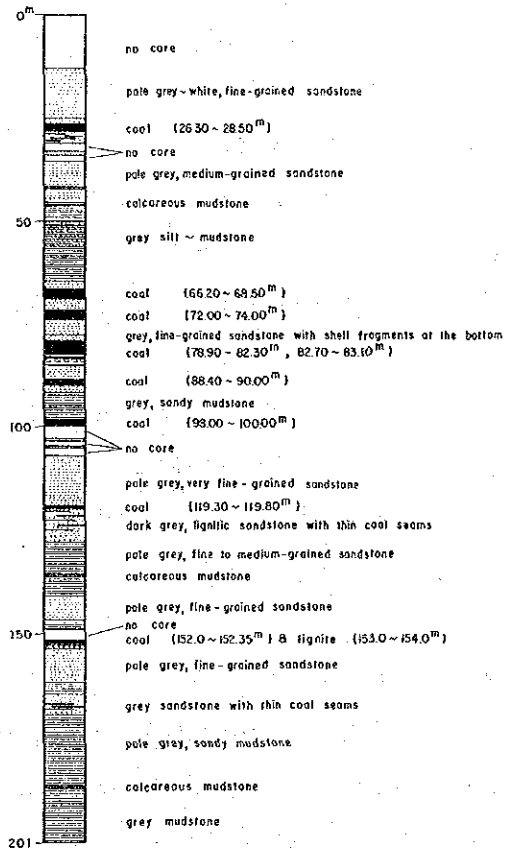 0m
no core
pale grey~white, fine-grained sandstone
coal {26.30~28.50m}
no core
pale grey, medium-grained sandstone
calcareous mudstone
50
grey silt ~ mudstone
coal {66.20~68.50m}
coal {72.00~74.00m}
grey, fine-grained sandstone with shell fragments at the bottom
coal {78.90~82.30m, 82.70~83.10m}
coal {88.40~90.00m}
grey, sandy mudstone
100
coal {98.00~100.00m}
no core
pale grey, very fine-grained sandstone
coal {119.30~119.80m}
dark grey, lignitic sandstone with thin coal seams
pale grey, fine to medium-grained sandstone
calcareous mudstone
pale grey, fine-grained sandstone
no core
150
coal {152.0~152.35m} & lignite {153.0~154.0m}
pale grey, fine-grained sandstone
grey sandstone with thin coal seams
pale grey, sandy mudstone
calcareous mudstone
grey mudstone
201